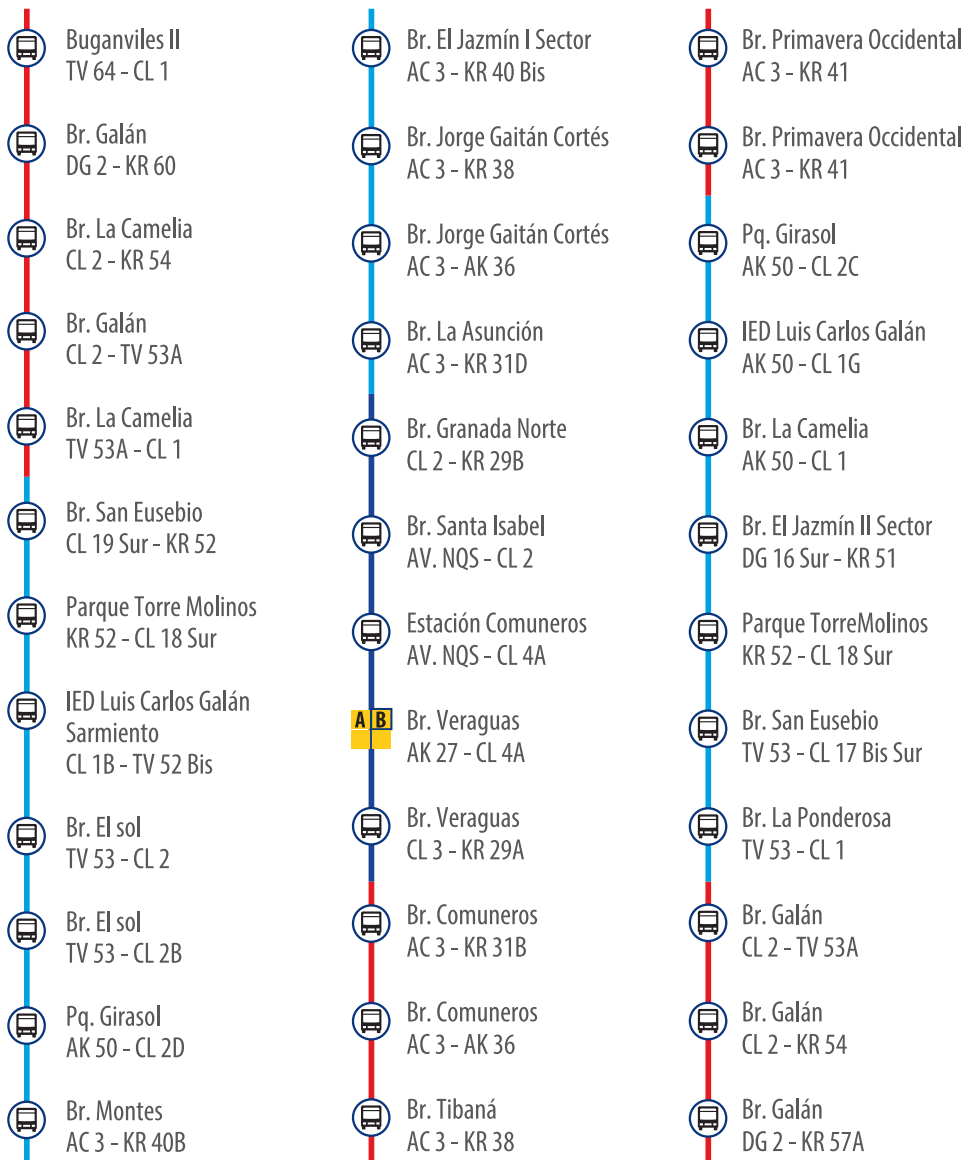 Buganviles II
TV 64 - CL 1
Br. Galán
DG 2 - KR 60
Br. La Camelia
CL 2 - KR 54
Br. Galán
CL 2 - TV 53A
Br. La Camelia
TV 53A - CL 1
Br. San Eusebio
CL 19 Sur - KR 52
Parque Torre Molinos
KR 52 - CL 18 Sur
IED Luis Carlos Galán
Sarmiento
CL 1B - TV 52 Bis
Br. El sol
TV 53 - CL 2
Br. El sol
TV 53 - CL 2B
Pq. Girasol
AK 50 - CL 2D
Br. Montes
AC 3 - KR 40B
Br. El Jazmín I Sector
AC 3 - KR 40 Bis
Br. Jorge Gaitán Cortés
AC 3 - KR 38
Br. Jorge Gaitán Cortés
AC 3 - AK 36
Br. La Asunción
AC 3 - KR 31D
Br. Granada Norte
CL 2 - KR 29B
Br. Santa Isabel
AV. NQS - CL 2
Estación Comuneros
AV. NQS - CL 4A
A B
Br. Veraguas
AK 27 - CL 4A
Br. Veraguas
CL 3 - KR 29A
Br. Comuneros
AC 3 - KR 31B
Br. Comuneros
AC 3 - AK 36
Br. Tibaná
AC 3 - KR 38
Br. Primavera Occidental
AC 3 - KR 41
Br. Primavera Occidental
AC 3 - KR 41
Pq. Girasol
AK 50 - CL 2C
IED Luis Carlos Galán
AK 50 - CL 1G
Br. La Camelia
AK 50 - CL 1
Br. El Jazmín II Sector
DG 16 Sur - KR 51
Parque TorreMolinos
KR 52 - CL 18 Sur
Br. San Eusebio
TV 53 - CL 17 Bis Sur
Br. La Ponderosa
TV 53 - CL 1
Br. Galán
CL 2 - TV 53A
Br. Galán
CL 2 - KR 54
Br. Galán
DG 2 - KR 57A